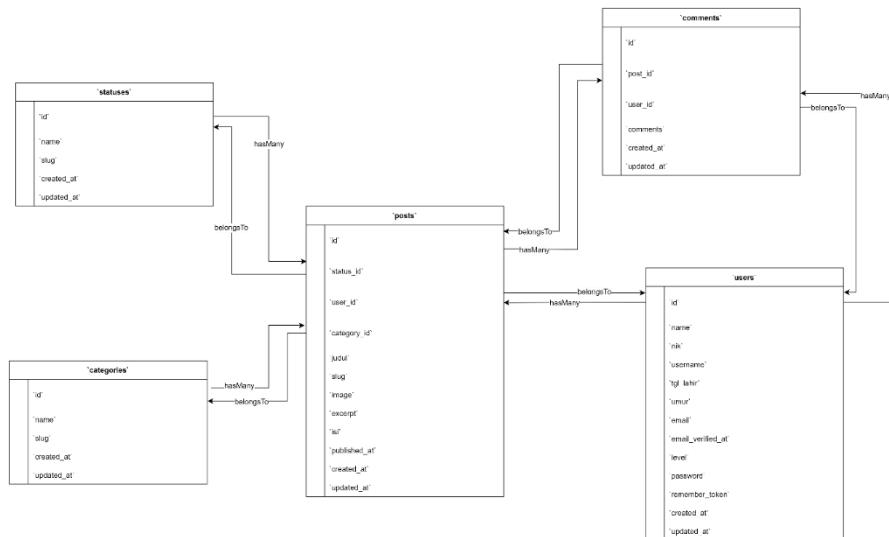 `statuses`
`id`
`name`
`slug`
`created_at`
`updated_at`
hasMany
belongsTo
`categories`
`id`
`name`
`slug`
`created_at`
`updated_at`
hasMany
belongsTo
`posts`
`id`
`status_id`
`user_id`
`category_id`
`judul`
`slug`
`image`
`excerpt`
`isi`
`published_at`
`created_at`
`updated_at`
belongsTo
hasMany
belongsTo
hasMany
`comments`
`id`
`post_id`
`user_id`
`comments`
`created_at`
`updated_at`
hasMany
belongsTo
`users`
`id`
`name`
`nik`
`username`
`tgl_lahir`
`umur`
`email`
`email_verified_at`
`level`
`password`
`remember_token`
`created_at`
`updated_at`